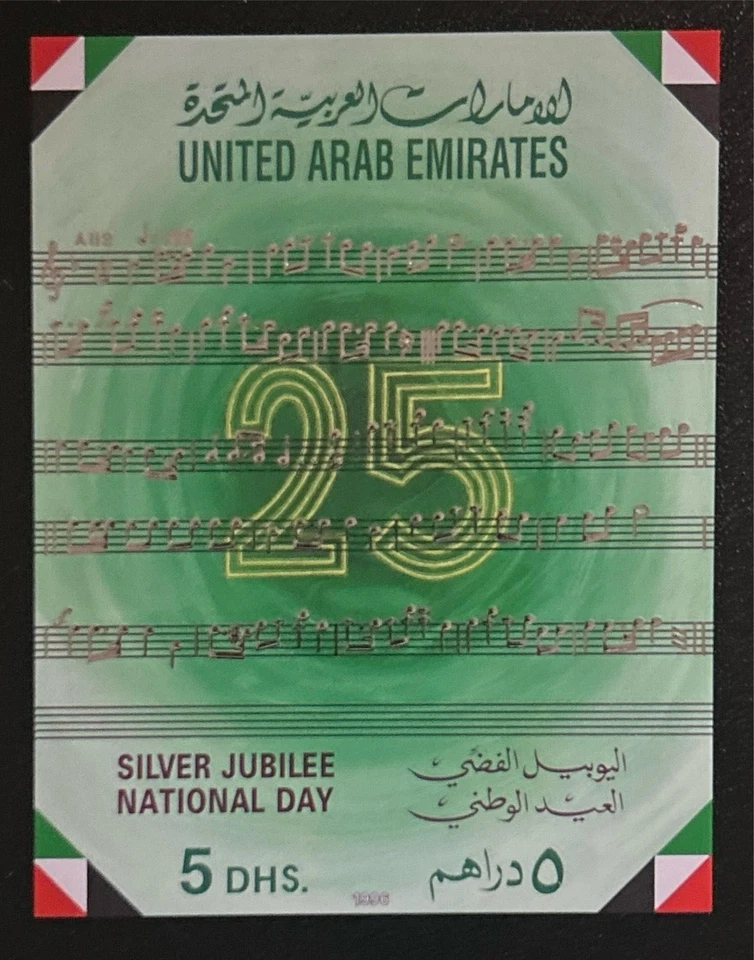 الامارات العربية المتحدة
UNITED ARAB EMIRATES
25
SILVER JUBILEE
NATIONAL DAY
اليوبيل الفضي
العيد الوطني
5 DHS.
٥ دراهم
1996